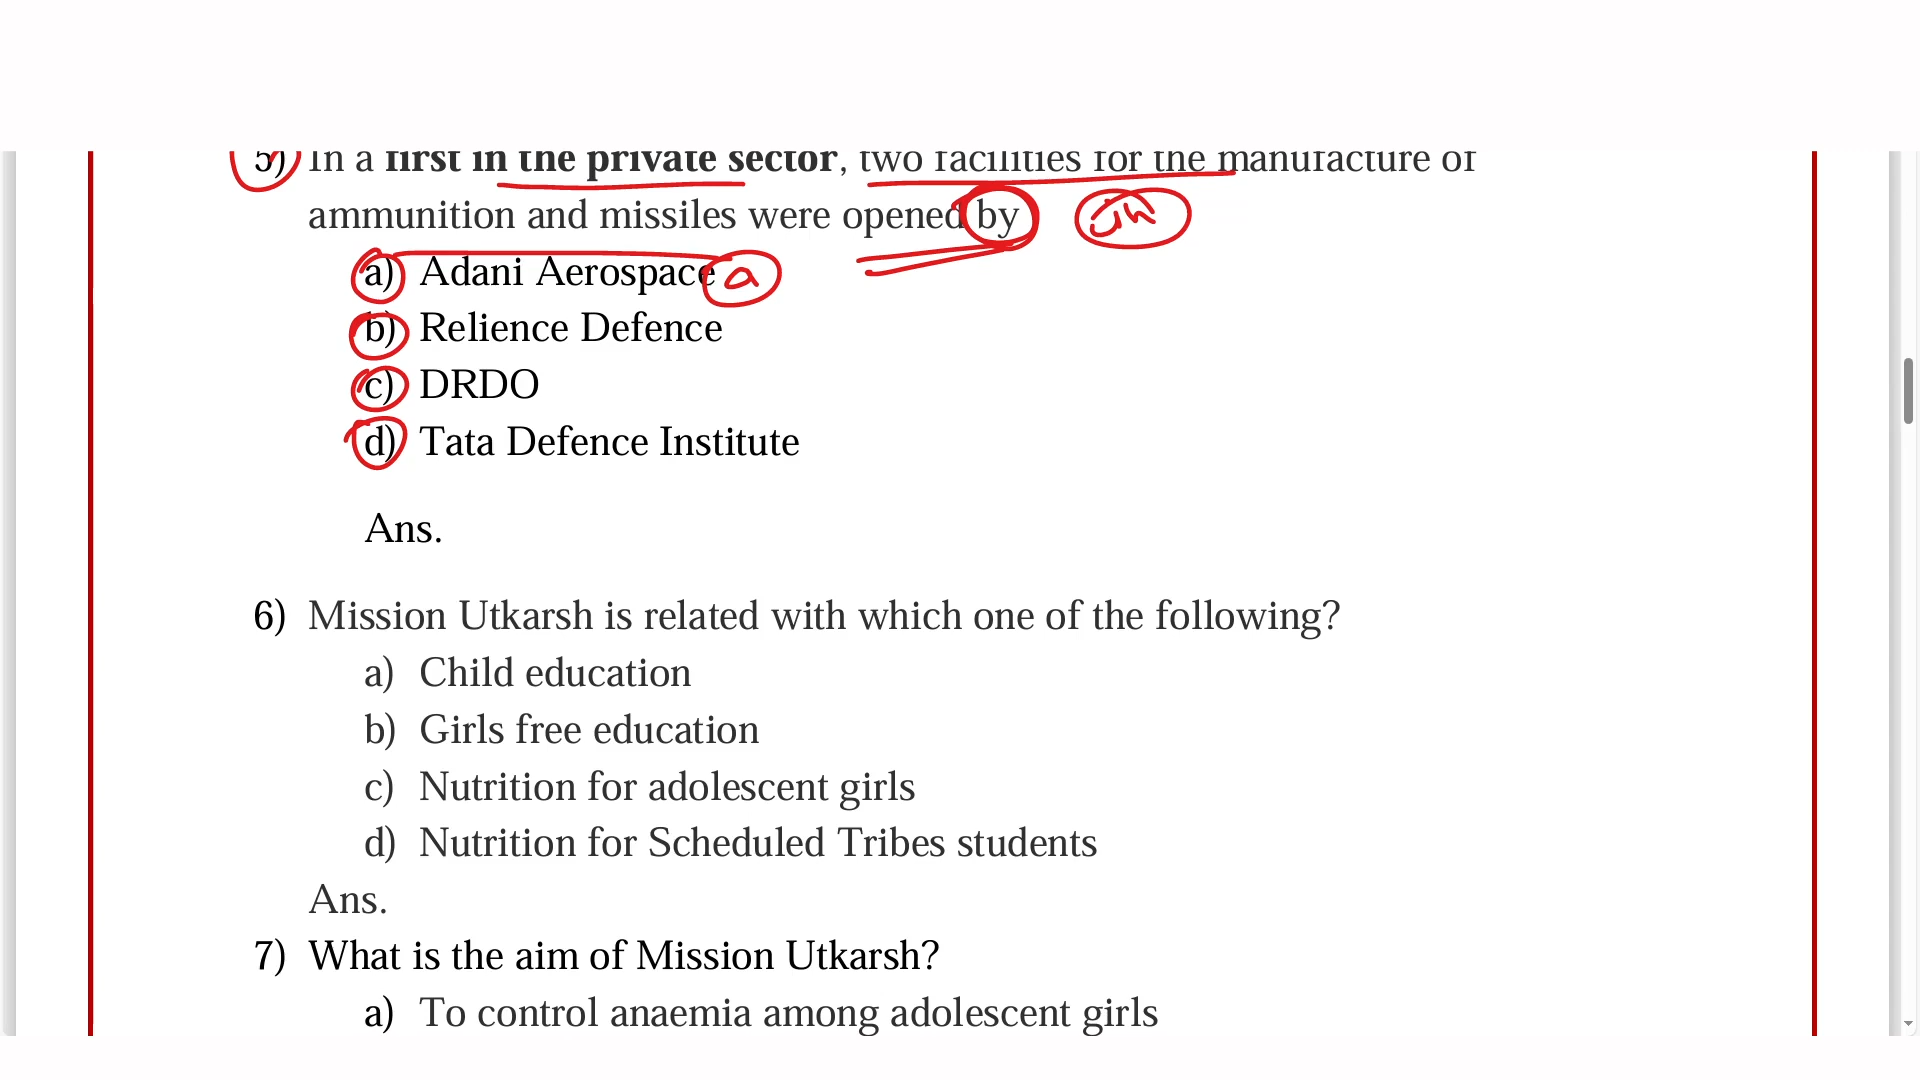 5) In a first in the private sector, two facilities for the manufacture of
ammunition and missiles were opened by
a) Adani Aerospace a
b) Relience Defence
c) DRDO
d) Tata Defence Institute
Ans.
6) Mission Utkarsh is related with which one of the following?
a) Child education
b) Girls free education
c) Nutrition for adolescent girls
d) Nutrition for Scheduled Tribes students
Ans.
7) What is the aim of Mission Utkarsh?
a) To control anaemia among adolescent girls